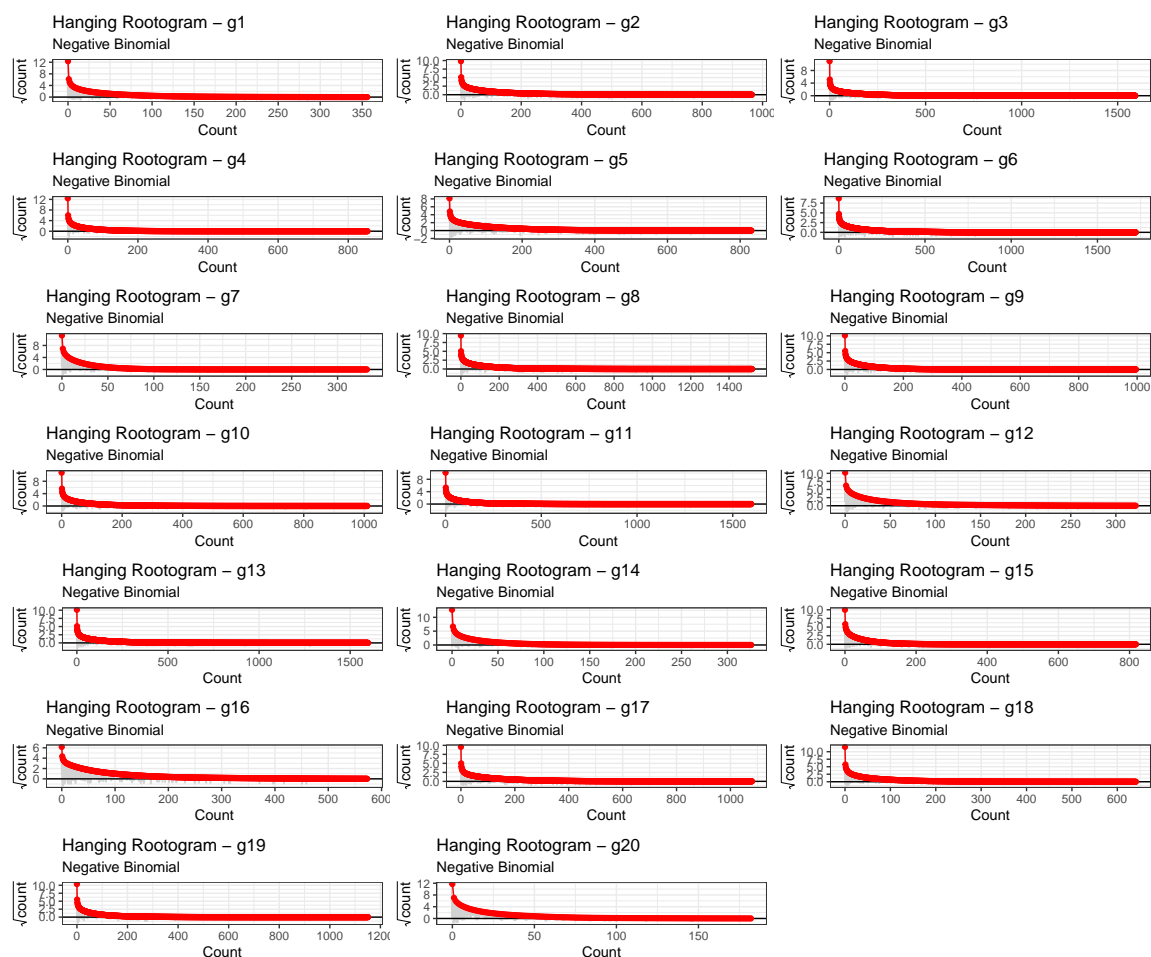 Hanging Rootogram − g1
Negative Binomial
√count
12
8
4
0
0 50 100 150 200 250 300 350
Count
Hanging Rootogram − g2
Negative Binomial
√count
10.0
7.5
5.0
2.5
0.0
0 200 400 600 800 1000
Count
Hanging Rootogram − g3
Negative Binomial
√count
8
4
0
0 500 1000 1500
Count
Hanging Rootogram − g4
Negative Binomial
√count
12
8
4
0
0 200 400 600 800
Count
Hanging Rootogram − g5
Negative Binomial
√count
8
6
4
2
0
−2
0 200 400 600 800
Count
Hanging Rootogram − g6
Negative Binomial
√count
7.5
5.0
2.5
0.0
0 500 1000 1500
Count
Hanging Rootogram − g7
Negative Binomial
√count
8
4
0
0 50 100 150 200 250 300
Count
Hanging Rootogram − g8
Negative Binomial
√count
10.0
7.5
5.0
2.5
0.0
0 200 400 600 800 1000 1200 1400
Count
Hanging Rootogram − g9
Negative Binomial
√count
10.0
7.5
5.0
2.5
0.0
0 200 400 600 800 1000
Count
Hanging Rootogram − g10
Negative Binomial
√count
8
4
0
0 200 400 600 800 1000
Count
Hanging Rootogram − g11
Negative Binomial
√count
8
4
0
0 500 1000 1500
Count
Hanging Rootogram − g12
Negative Binomial
√count
10.0
7.5
5.0
2.5
0.0
0 50 100 150 200 250 300
Count
Hanging Rootogram − g13
Negative Binomial
√count
10.0
7.5
5.0
2.5
0.0
0 500 1000 1500
Count
Hanging Rootogram − g14
Negative Binomial
√count
10
5
0
0 50 100 150 200 250 300
Count
Hanging Rootogram − g15
Negative Binomial
√count
10.0
7.5
5.0
2.5
0.0
0 200 400 600 800
Count
Hanging Rootogram − g16
Negative Binomial
√count
6
4
2
0
0 100 200 300 400 500 600
Count
Hanging Rootogram − g17
Negative Binomial
√count
10.0
7.5
5.0
2.5
0.0
0 200 400 600 800 1000
Count
Hanging Rootogram − g18
Negative Binomial
√count
10.0
7.5
5.0
2.5
0.0
0 100 200 300 400 500 600
Count
Hanging Rootogram − g19
Negative Binomial
√count
10.0
7.5
5.0
2.5
0.0
0 200 400 600 800 1000 1200
Count
Hanging Rootogram − g20
Negative Binomial
√count
12
8
4
0
0 50 100 150
Count